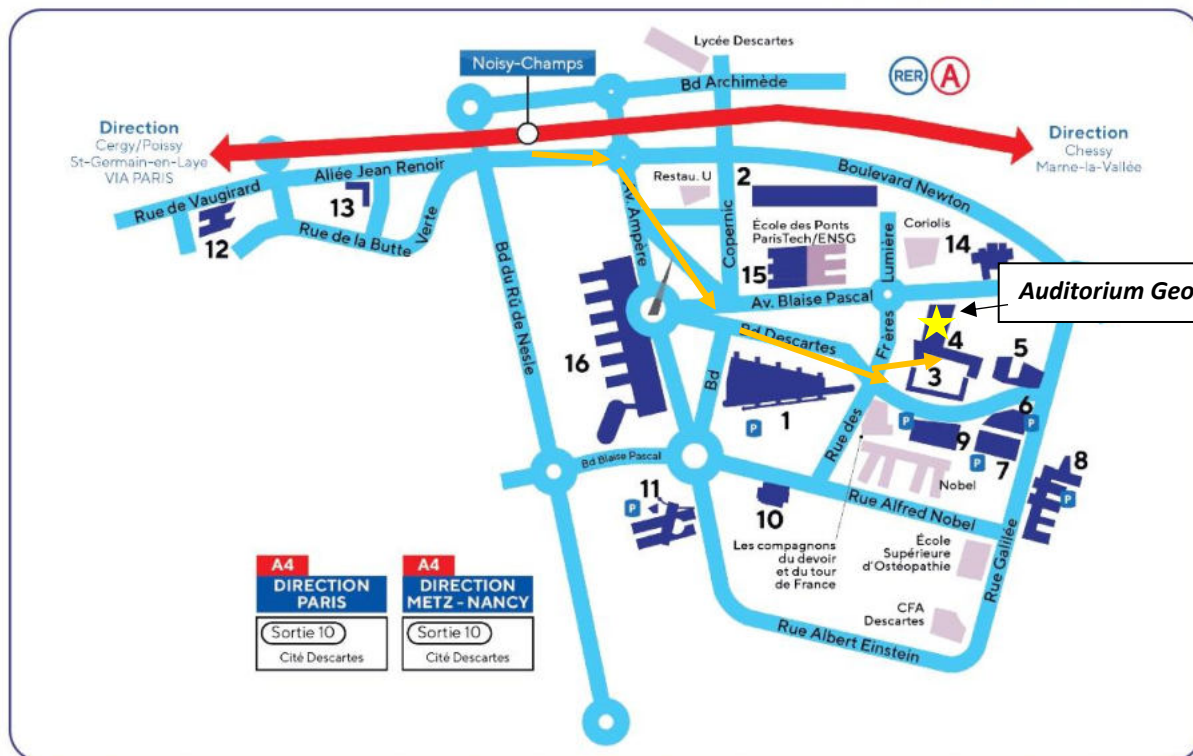 Lycée Descartes
Noisy-Champs
Bd Archimède
RER A
Direction
Cergy/Poissy
St-Germain-en-Laye
VIA PARIS
Direction
Chessy
Marne-la-Vallée
Allée Jean Renoir
Rue de Vaugirard
13
12
Rue de la Butte Verte
Restau. U
2
Boulevard Newton
Av. Ampère
Copernic
École des Ponts
ParisTech/ENSG
15
Lumière
Coriolis
14
Bd du Rû de Nesle
Av. Blaise Pascal
Auditorium Geo
Bd Descartes
Frères
4
3
5
16
Bd
1
P
Rue des
P
9
6
P
7
P
8
P
Bd Blaise Pascal
Nobel
11
P
10
Rue Alfred Nobel
Les compagnons
du devoir
et du tour
de France
École
Supérieure
d'Ostéopathie
Rue Galilée
CFA
Descartes
Rue Albert Einstein
A4
DIRECTION
PARIS
Sortie 10
Cité Descartes
A4
DIRECTION
METZ - NANCY
Sortie 10
Cité Descartes